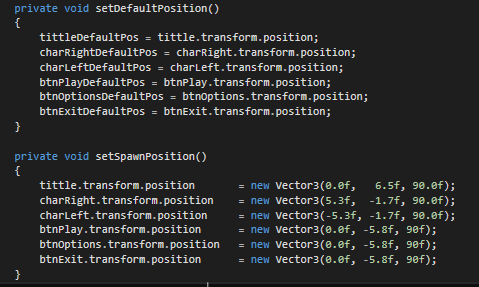 private void setDefaultPosition()
{
    tittleDefaultPos = tittle.transform.position;
    charRightDefaultPos = charRight.transform.position;
    charLeftDefaultPos = charLeft.transform.position;
    btnPlayDefaultPos = btnPlay.transform.position;
    btnOptionsDefaultPos = btnOptions.transform.position;
    btnExitDefaultPos = btnExit.transform.position;
}
private void setSpawnPosition()
{
    tittle.transform.position      = new Vector3(0.0f,   6.5f, 90.0f);
    charRight.transform.position   = new Vector3(5.3f,  -1.7f, 90.0f);
    charLeft.transform.position    = new Vector3(-5.3f, -1.7f, 90.0f);
    btnPlay.transform.position     = new Vector3(0.0f, -5.8f, 90f);
    btnOptions.transform.position  = new Vector3(0.0f, -5.8f, 90f);
    btnExit.transform.position     = new Vector3(0.0f, -5.8f, 90f);
}